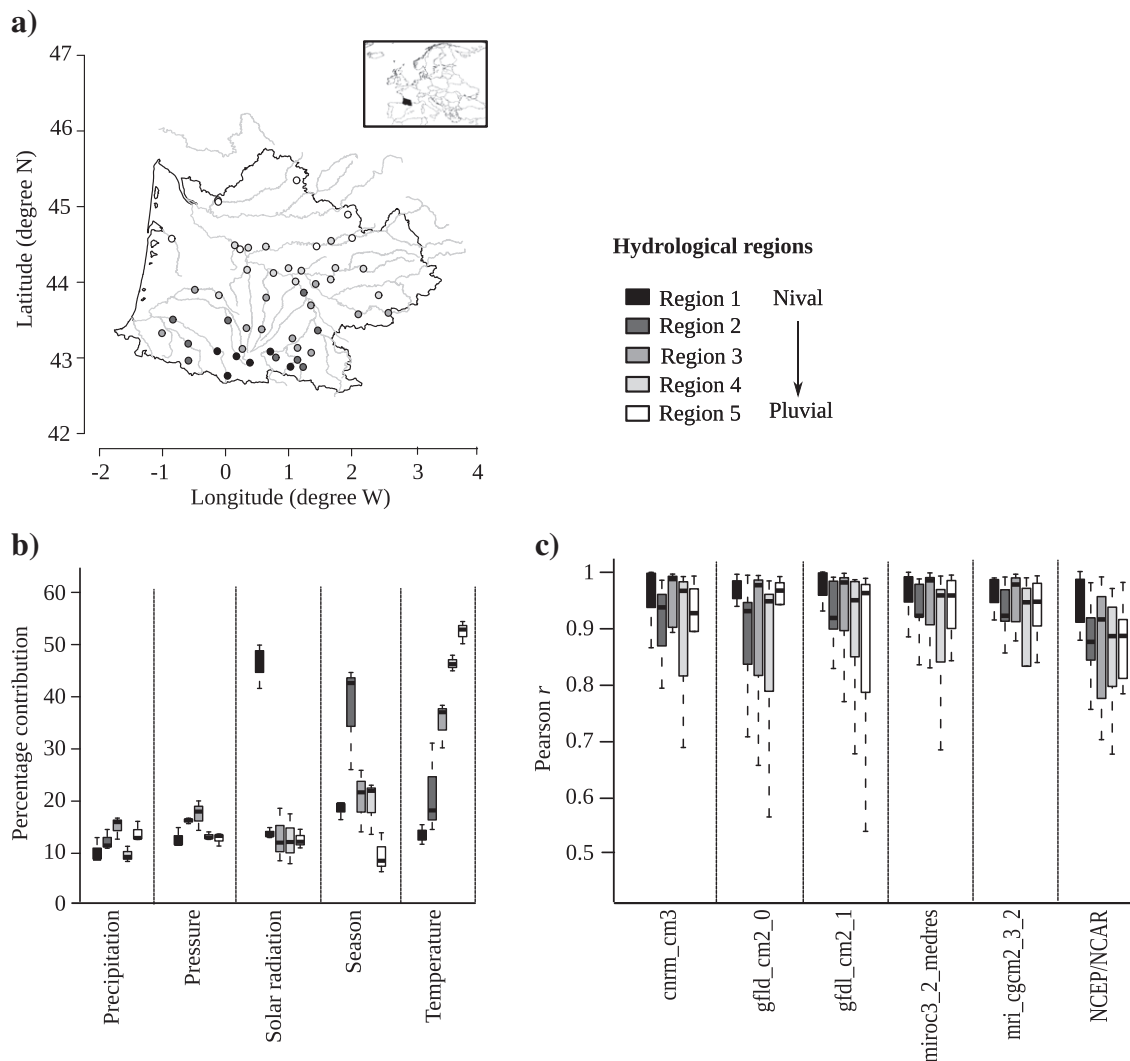 a)
47
46
45
44
43
42
Latitude (degree N)
-2 -1 0 1 2 3 4
Longitude (degree W)
Hydrological regions
Region 1 Nival
Region 2
Region 3
Region 4
Region 5 Pluvial
b)
60
50
40
30
20
10
0
Percentage contribution
Precipitation
Pressure
Solar radiation
Season
Temperature
c)
1
0.9
0.8
0.7
0.6
0.5
Pearson r
cnrm_cm3
gfld_cm2_0
gfdl_cm2_1
miroc3_2_medres
mri_cgcm2_3_2
NCEP/NCAR